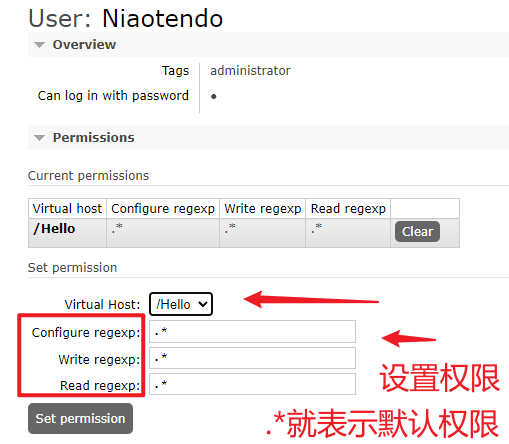 User: Niaotendo
Overview
Tags administrator
Can log in with password ●
Permissions
Current permissions
Virtual host Configure regexp Write regexp Read regexp
/Hello .* .* .* Clear
Set permission
Virtual Host: /Hello
Configure regexp: .*
Write regexp: .*
Read regexp: .*
设置权限
Set permission
.*就表示默认权限